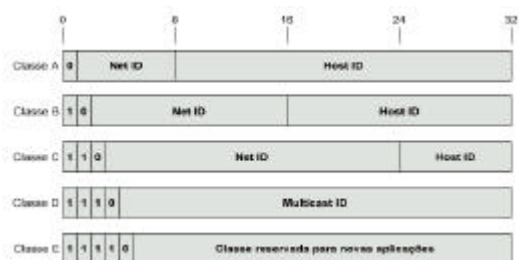 0 8 16 24 32
Classe A 0 Net ID Host ID
Classe B 1 0 Net ID Host ID
Classe C 1 1 0 Net ID Host ID
Classe D 1 1 1 0 Multicast ID
Classe E 1 1 1 1 0 Classe reservada para novas aplicações